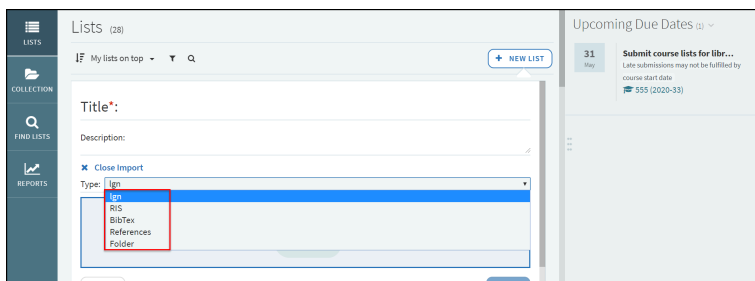 LISTS
COLLECTION
FIND LISTS
REPORTS
Lists (28)
My lists on top
+ NEW LIST
Title*:
Description:
✖ Close Import
Type: lgn
lgn
RIS
BibTex
References
Folder
Upcoming Due Dates (1)
31
May
Submit course lists for libr...
Late submissions may not be fulfilled by
course start date
555 (2020-33)